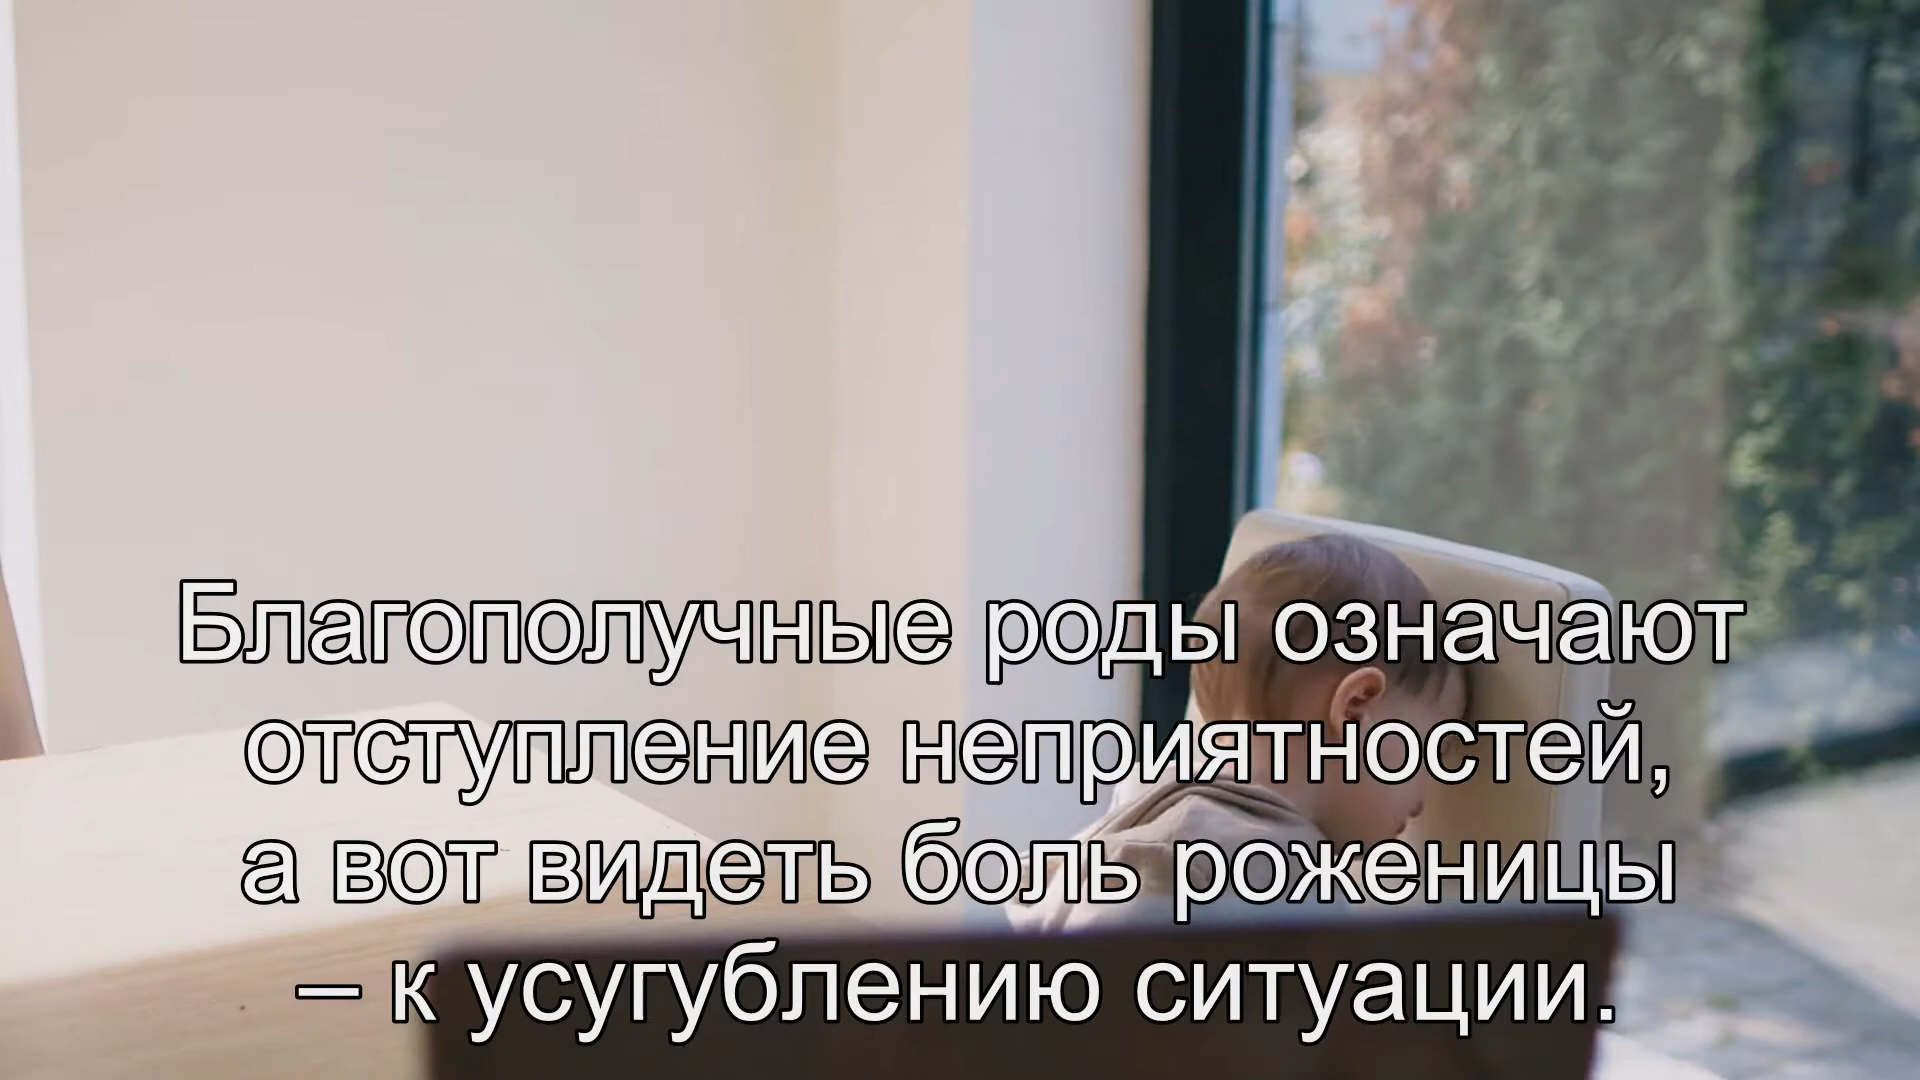 Благополучные роды означают
отступление неприятностей,
а вот видеть боль роженицы
– к усугублению ситуации.